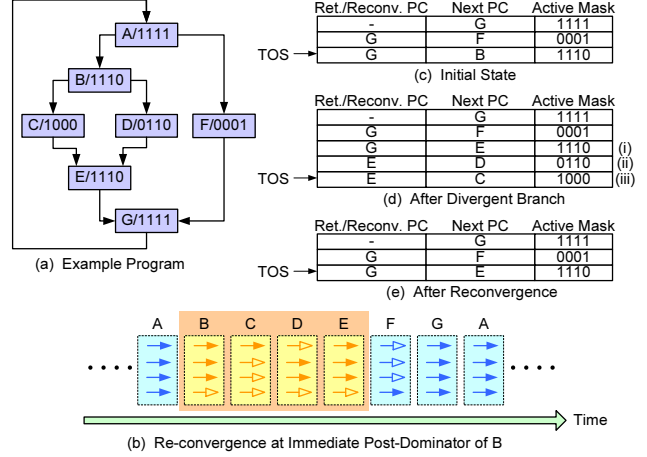 A/1111
B/1110
C/1000 D/0110 F/0001
E/1110
G/1111
(a) Example Program
Ret./Reconv. PC Next PC Active Mask
- G 1111
G F 0001
TOS G B 1110
(c) Initial State
Ret./Reconv. PC Next PC Active Mask
- G 1111
G F 0001
G E 1110 (i)
E D 0110 (ii)
TOS E C 1000 (iii)
(d) After Divergent Branch
Ret./Reconv. PC Next PC Active Mask
- G 1111
G F 0001
TOS G E 1110
(e) After Reconvergence
A B C D E F G A
Time
(b) Re-convergence at Immediate Post-Dominator of B